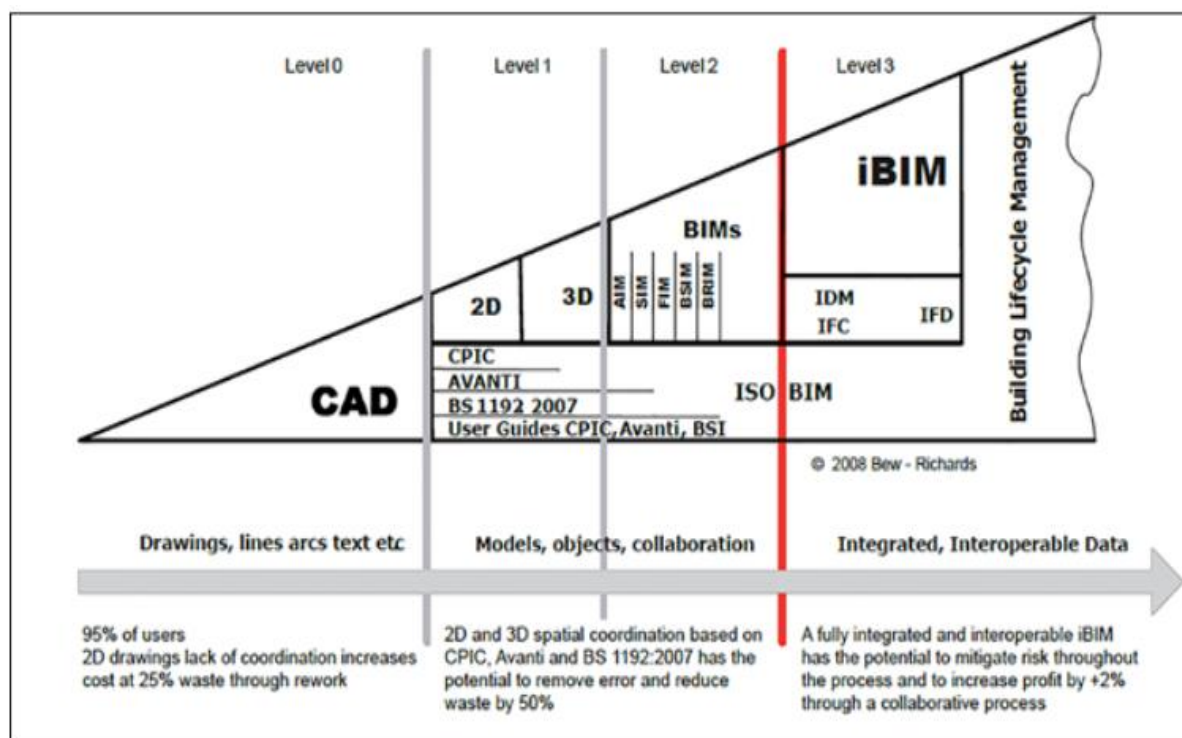 Level 0
Level 1
Level 2
Level 3
iBIM
BIMs
2D
3D
AIM
SIM
FIM
BSIM
BRIM
IDM
IFC
IFD
Building Lifecycle Management
CAD
CPIC
AVANTI
BS 1192 2007
User Guides CPIC, Avanti, BSI
ISO BIM
© 2008 Bew - Richards
Drawings, lines arcs text etc
Models, objects, collaboration
Integrated, Interoperable Data
95% of users
2D drawings lack of coordination increases
cost at 25% waste through rework
2D and 3D spatial coordination based on
CPIC, Avanti and BS 1192:2007 has the
potential to remove error and reduce
waste by 50%
A fully integrated and interoperable iBIM
has the potential to mitigate risk throughout
the process and to increase profit by +2%
through a collaborative process